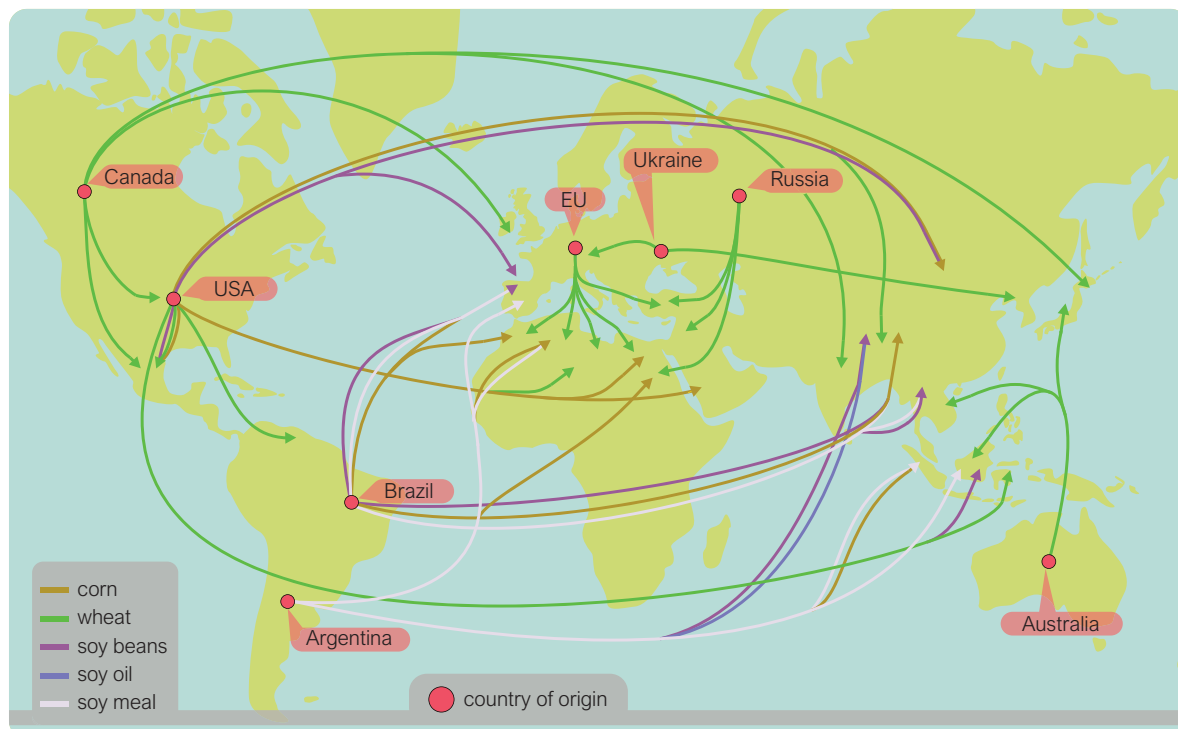 Canada
USA
EU
Ukraine
Russia
Brazil
Argentina
Australia
corn
wheat
soy beans
soy oil
soy meal
country of origin